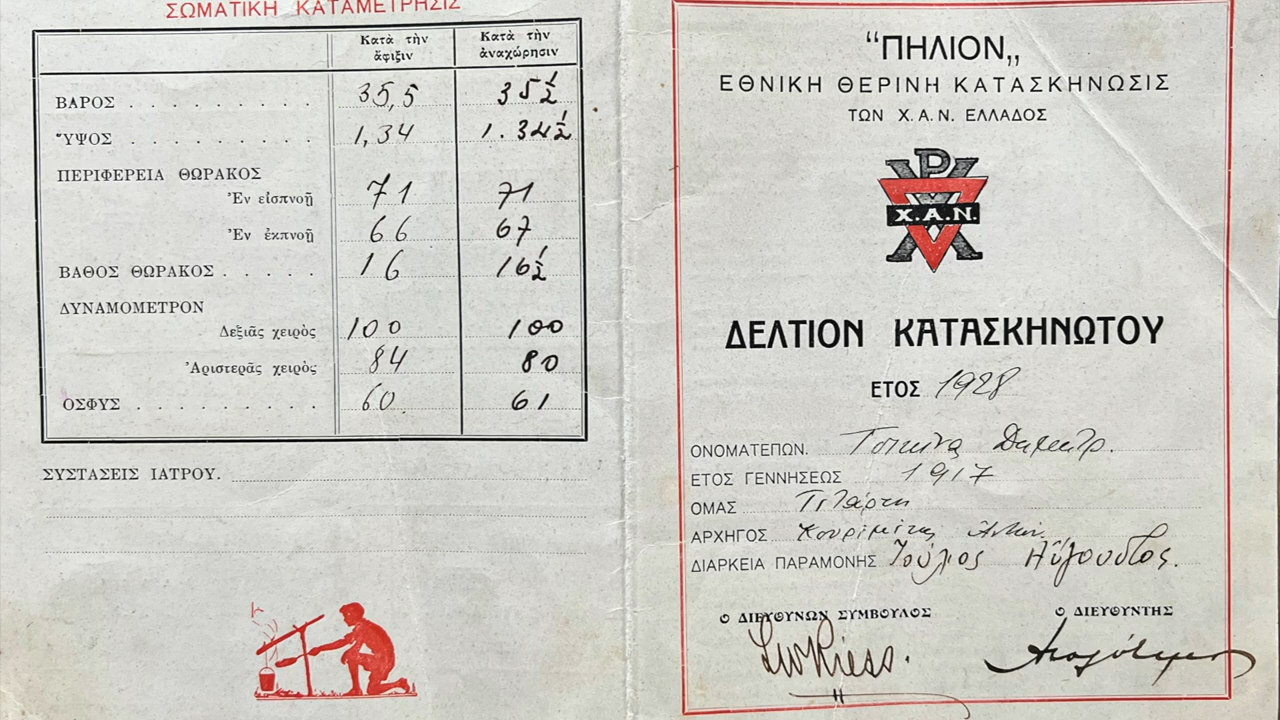 ΣΩΜΑΤΙΚΗ ΚΑΤΑΜΕΤΡΗΣΙΣ
Κατὰ τὴν ἄφιξιν Κατὰ τὴν ἀναχώρησιν
ΒΑΡΟΣ 35,5 35½
ὝΨΟΣ 1,34 1.34½
ΠΕΡΙΦΕΡΕΙΑ ΘΩΡΑΚΟΣ
Ἐν εἰσπνοῇ 71 71
Ἐν ἐκπνοῇ 66 67
ΒΑΘΟΣ ΘΩΡΑΚΟΣ 16 16½
ΔΥΝΑΜΟΜΕΤΡΟΝ
Δεξιᾶς χειρὸς 100 100
Ἀριστερᾶς χειρὸς 84 80
ΟΣΦΥΣ 60 61
ΣΥΣΤΑΣΕΙΣ ΙΑΤΡΟΥ.
"ΠΗΛΙΟΝ„
ΕΘΝΙΚΗ ΘΕΡΙΝΗ ΚΑΤΑΣΚΗΝΩΣΙΣ
ΤΩΝ Χ.Α.Ν. ΕΛΛΑΔΟΣ
Χ.Α.Ν.
ΔΕΛΤΙΟΝ ΚΑΤΑΣΚΗΝΩΤΟΥ
ΕΤΟΣ 1928
ΟΝΟΜΑΤΕΠΩΝ.
ΕΤΟΣ ΓΕΝΝΗΣΕΩΣ 1917
ΟΜΑΣ Τετάρτη
ΑΡΧΗΓΟΣ
ΔΙΑΡΚΕΙΑ ΠΑΡΑΜΟΝΗΣ Ἰούλιος Αὔγουστος.
Ο ΔΙΕΥΘΥΝΩΝ ΣΥΜΒΟΥΛΟΣ Ο ΔΙΕΥΘΥΝΤΗΣ